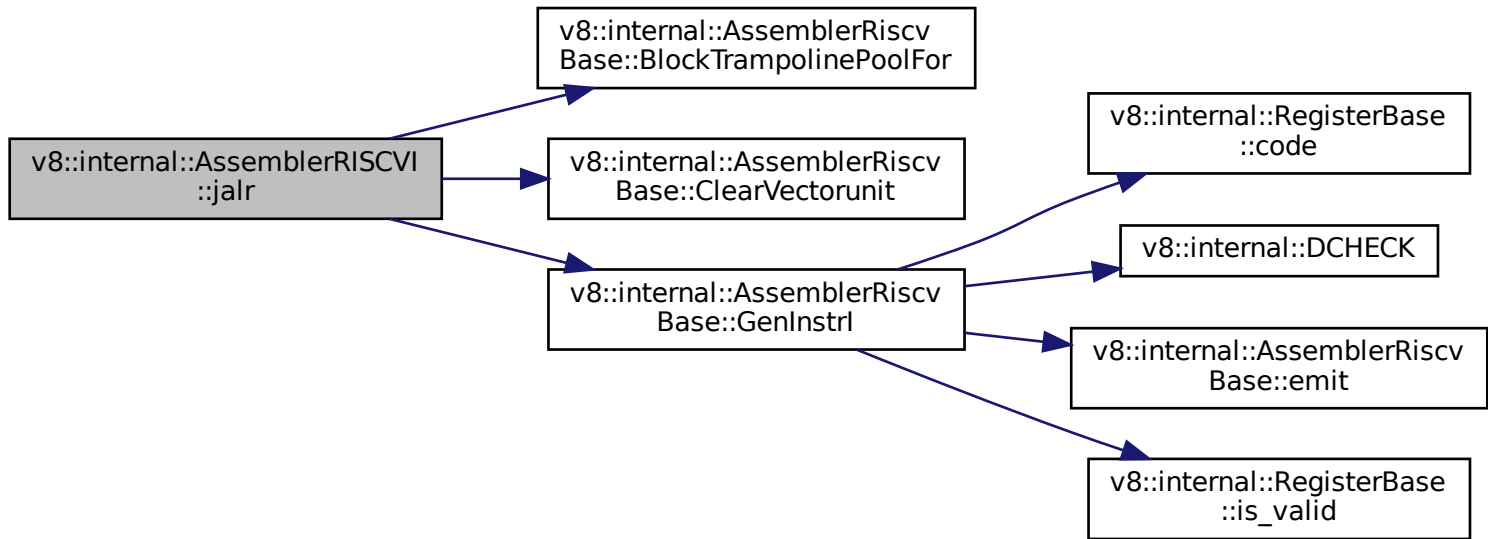 v8::internal::AssemblerRISCVI
::jalr
v8::internal::AssemblerRiscv
Base::BlockTrampolinePoolFor
v8::internal::AssemblerRiscv
Base::ClearVectorunit
v8::internal::AssemblerRiscv
Base::GenInstrI
v8::internal::RegisterBase
::code
v8::internal::DCHECK
v8::internal::AssemblerRiscv
Base::emit
v8::internal::RegisterBase
::is_valid